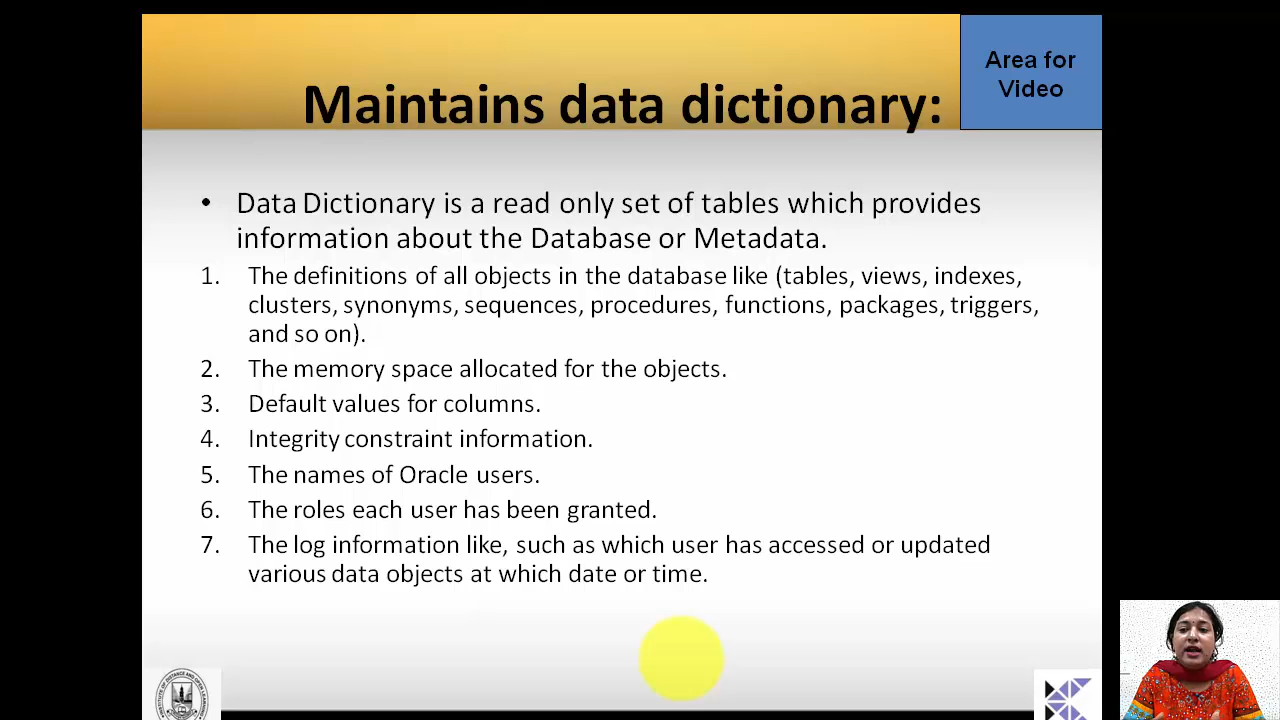 Area for
Video
Maintains data dictionary:
• Data Dictionary is a read only set of tables which provides
information about the Database or Metadata.
1. The definitions of all objects in the database like (tables, views, indexes,
clusters, synonyms, sequences, procedures, functions, packages, triggers,
and so on).
2. The memory space allocated for the objects.
3. Default values for columns.
4. Integrity constraint information.
5. The names of Oracle users.
6. The roles each user has been granted.
7. The log information like, such as which user has accessed or updated
various data objects at which date or time.